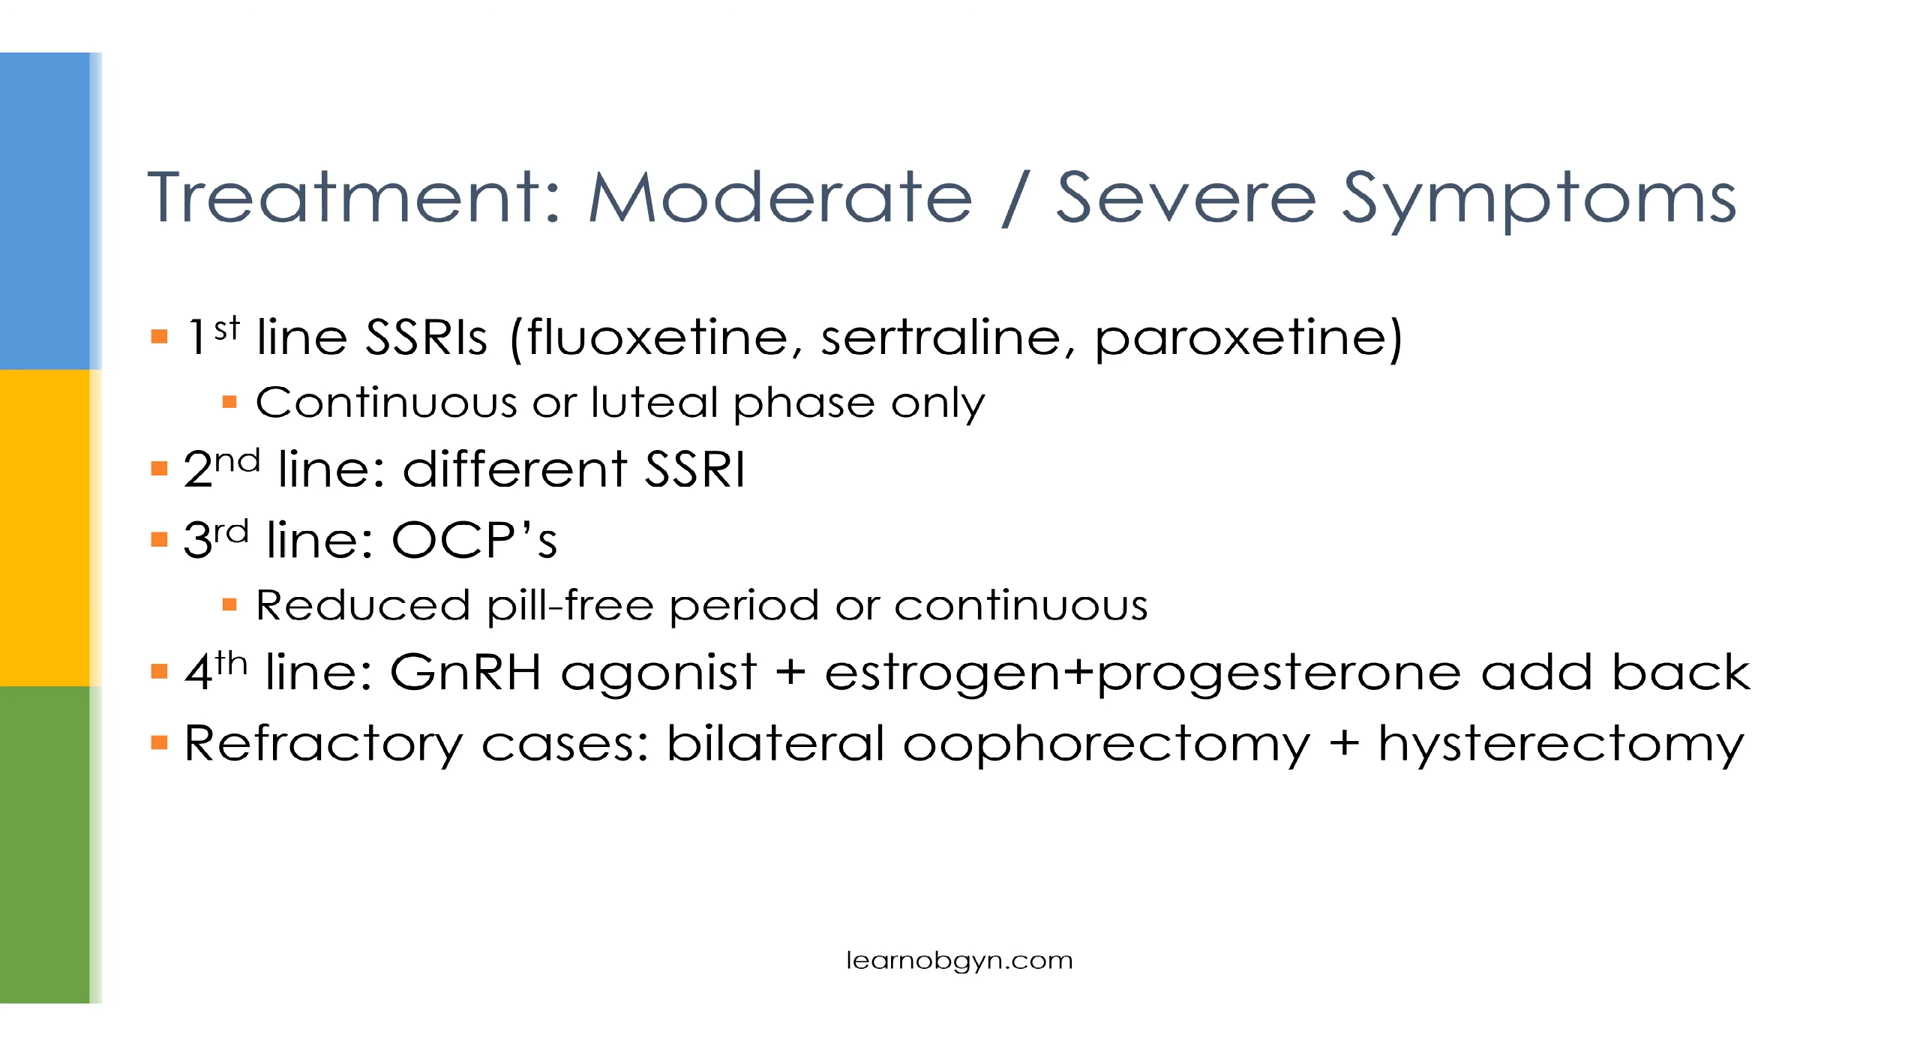 Treatment: Moderate / Severe Symptoms
1st line SSRIs (fluoxetine, sertraline, paroxetine)
Continuous or luteal phase only
2nd line: different SSRI
3rd line: OCP’s
Reduced pill-free period or continuous
4th line: GnRH agonist + estrogen+progesterone add back
Refractory cases: bilateral oophorectomy + hysterectomy
learnobgyn.com